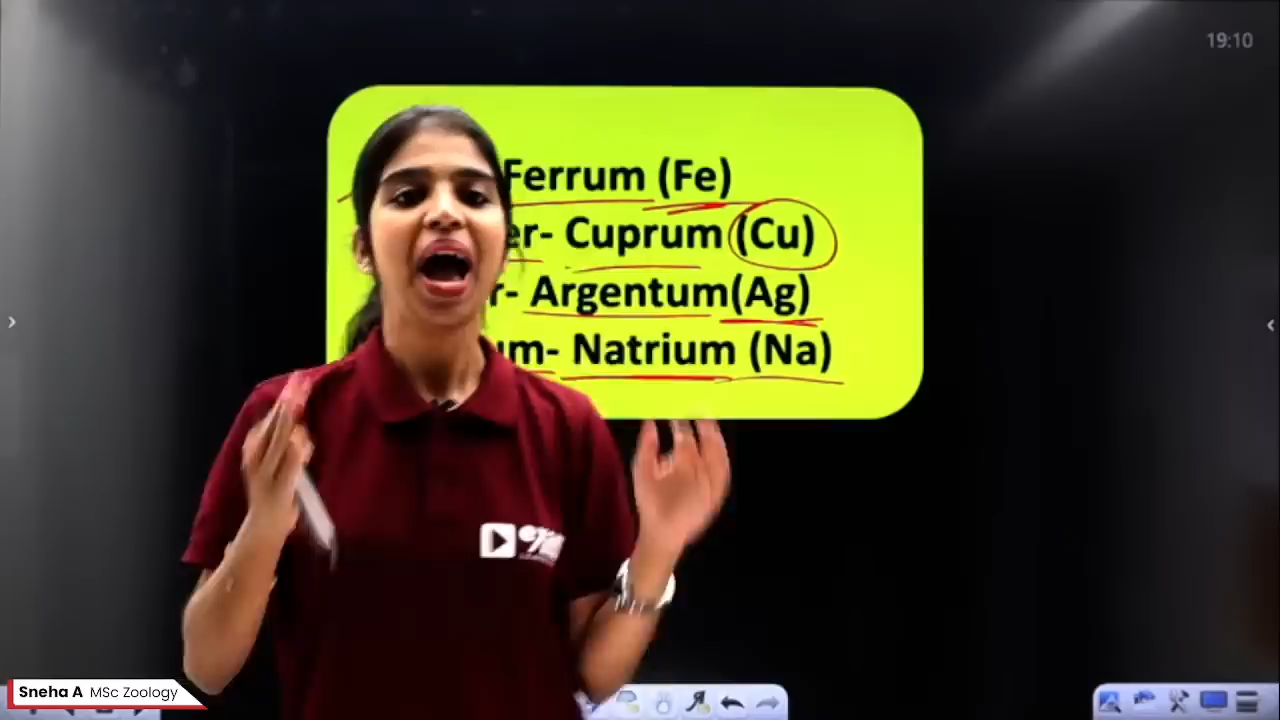 19:10
Ferrum (Fe)
er- Cuprum (Cu)
r- Argentum(Ag)
um- Natrium (Na)
Sneha A MSc Zoology